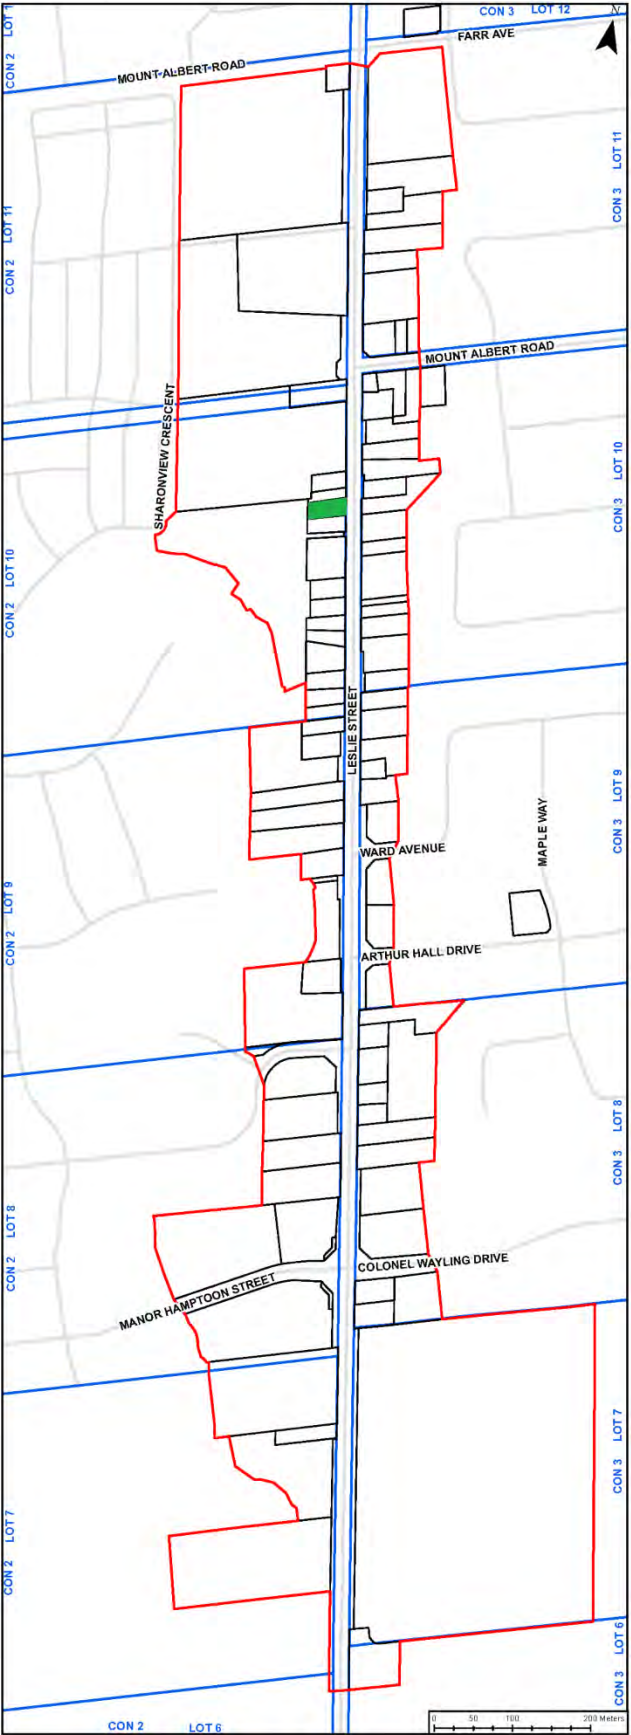 CON 3 LOT 12
N
LOT 1
CON 2
FARR AVE
MOUNT ALBERT ROAD
LOT 11
CON 3
LOT 11
CON 2
MOUNT ALBERT ROAD
SHARONVIEW CRESCENT
LOT 10
CON 3
LOT 10
CON 2
LESLIE STREET
LOT 9
CON 3
MAPLE WAY
WARD AVENUE
LOT 9
CON 2
ARTHUR HALL DRIVE
LOT 8
CON 3
LOT 8
CON 2
COLONEL WAYLING DRIVE
MANOR HAMPTOON STREET
LOT 7
CON 3
LOT 7
CON 2
LOT 6
CON 3
0 50 100 200 Meters
CON 2 LOT 6